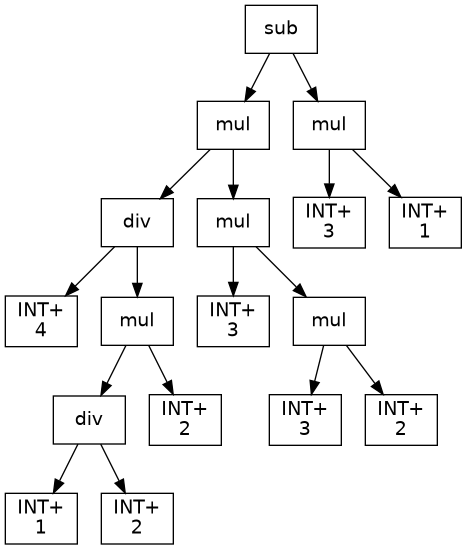 sub
mul
mul
div
mul
INT+
3
INT+
1
INT+
4
mul
INT+
3
mul
div
INT+
2
INT+
3
INT+
2
INT+
1
INT+
2